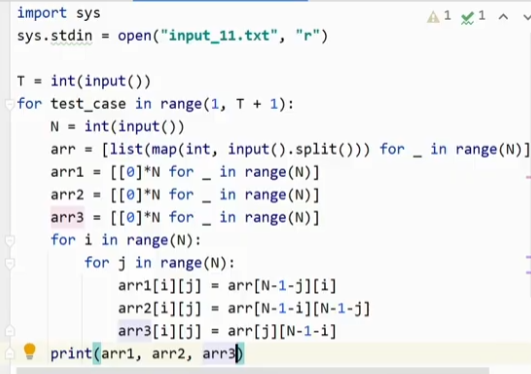 import sys
sys.stdin = open("input_11.txt", "r")
1 1
T = int(input())
for test_case in range(1, T + 1):
    N = int(input())
    arr = [list(map(int, input().split())) for _ in range(N)]
    arr1 = [[0]*N for _ in range(N)]
    arr2 = [[0]*N for _ in range(N)]
    arr3 = [[0]*N for _ in range(N)]
    for i in range(N):
        for j in range(N):
            arr1[i][j] = arr[N-1-j][i]
            arr2[i][j] = arr[N-1-i][N-1-j]
            arr3[i][j] = arr[j][N-1-i]
    print(arr1, arr2, arr3)